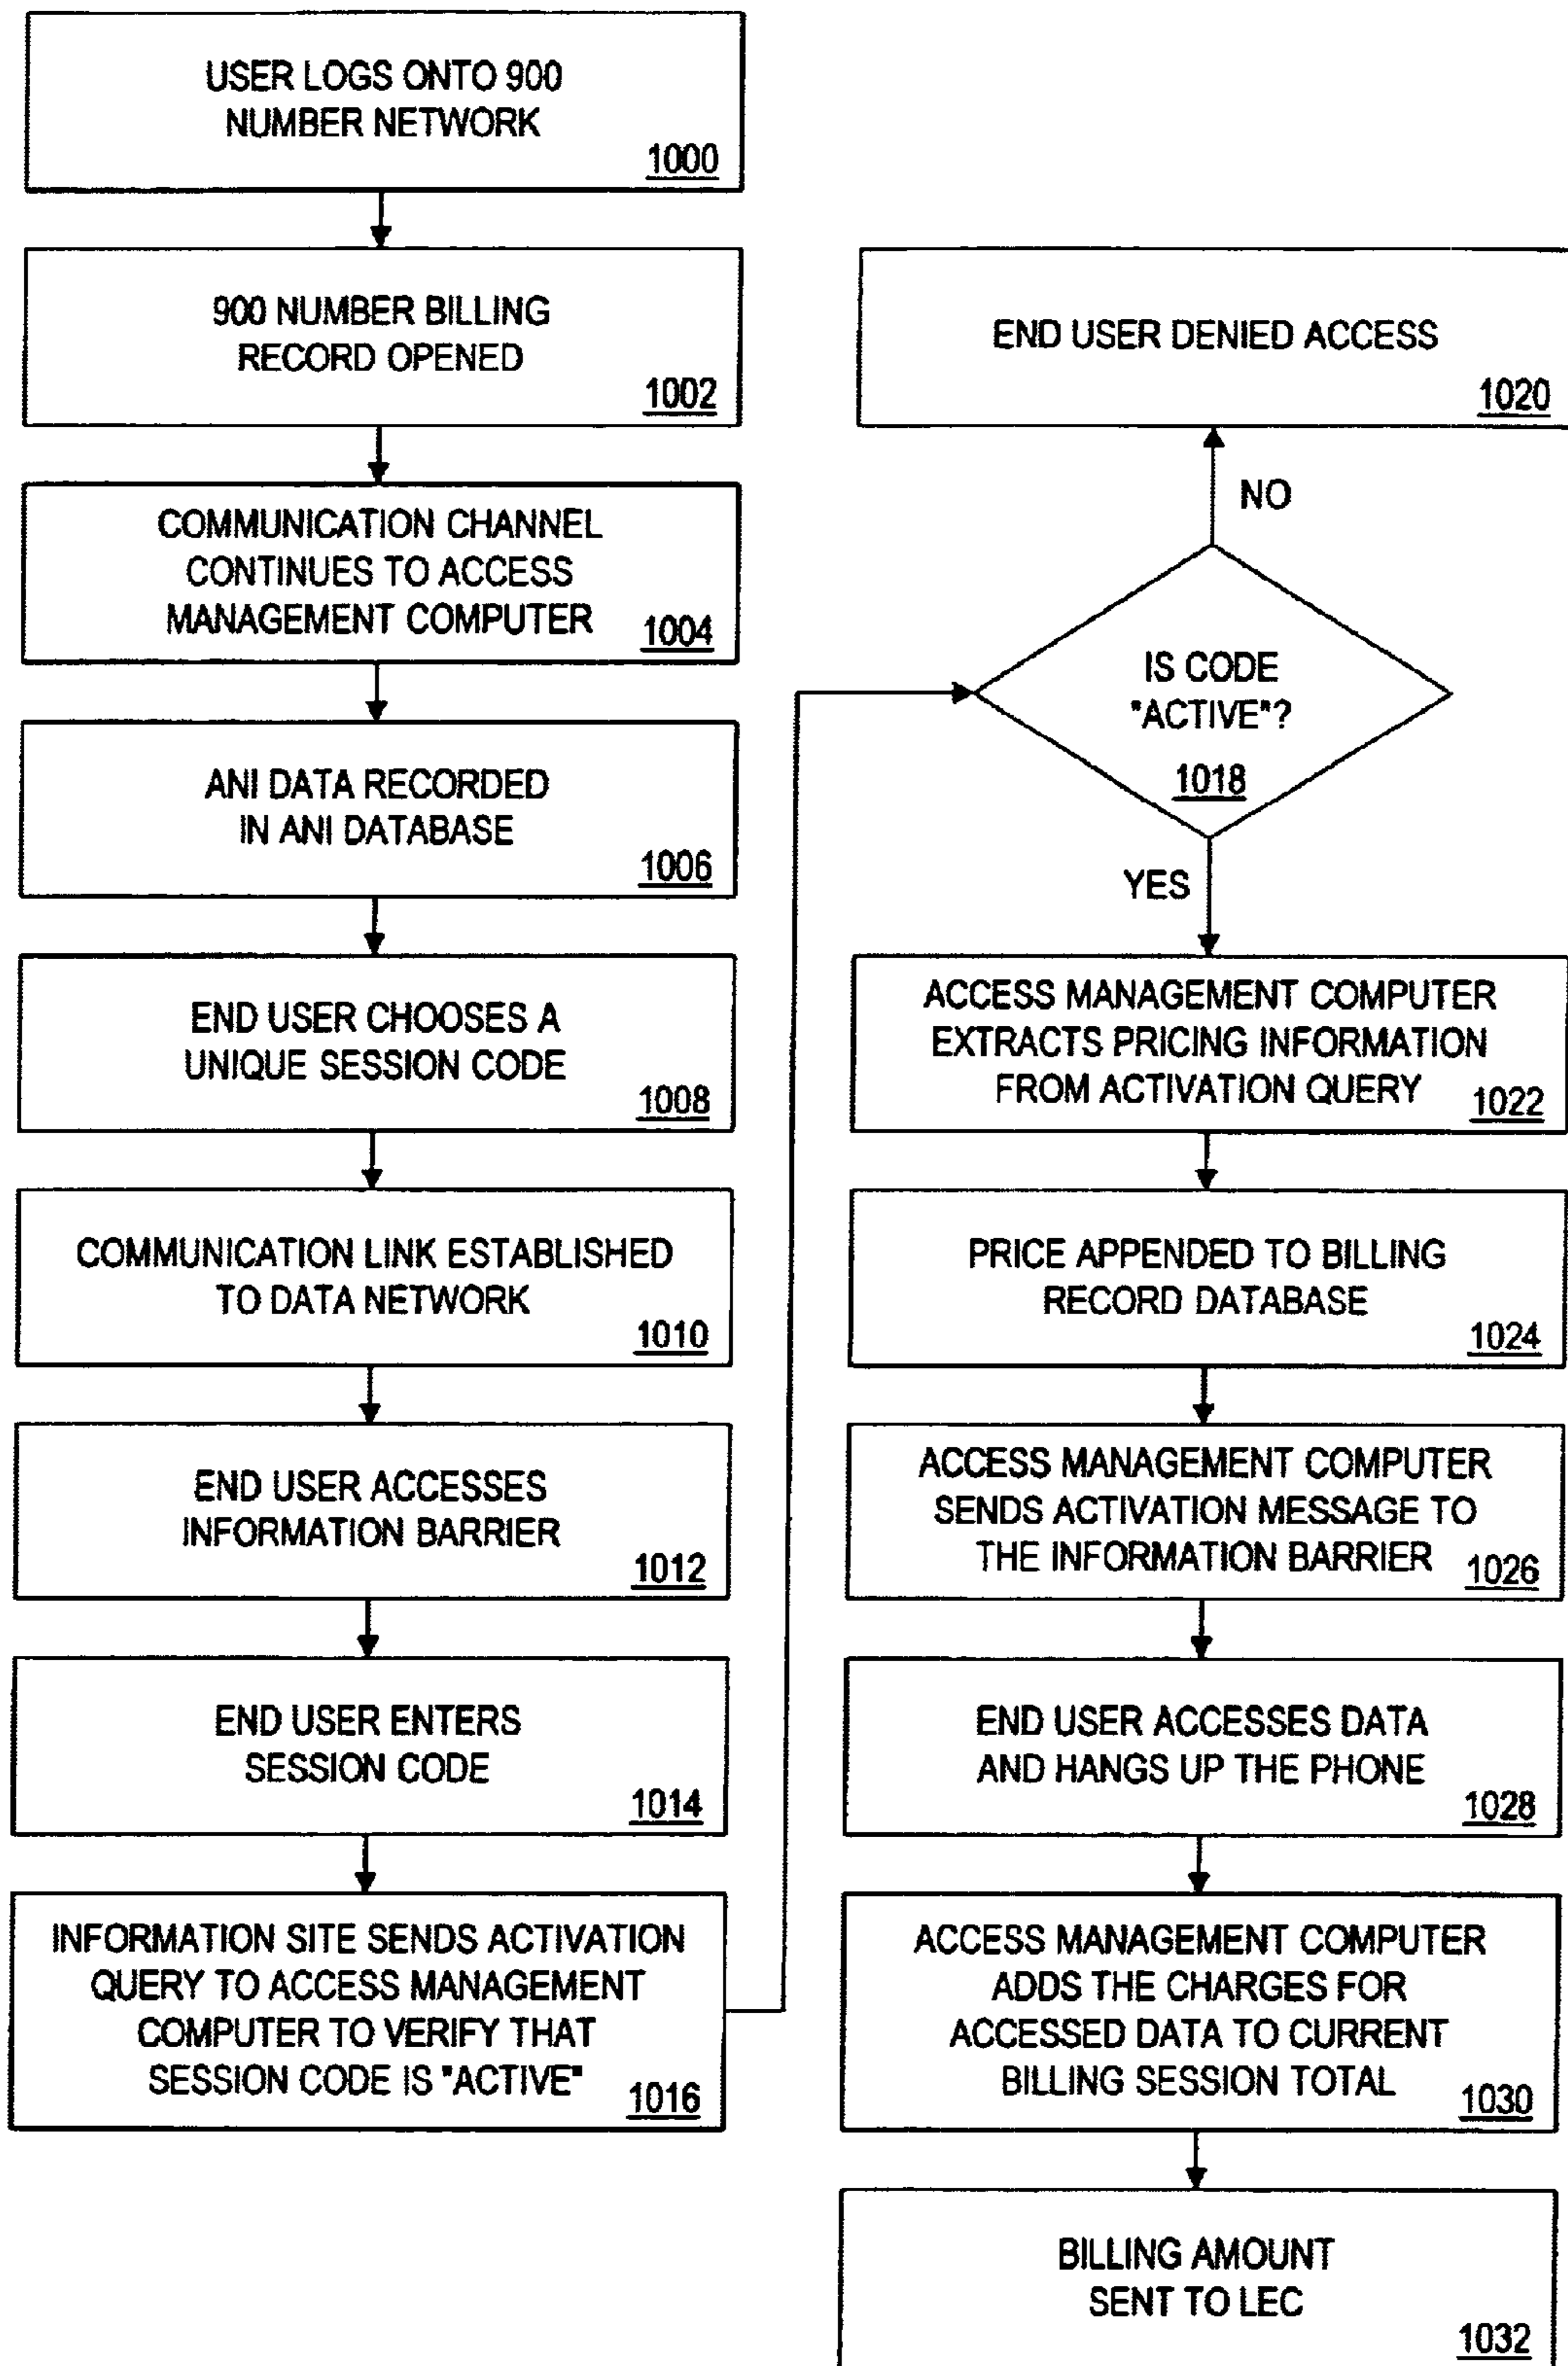 USER LOGS ONTO 900
NUMBER NETWORK
1000
900 NUMBER BILLING
RECORD OPENED
1002
COMMUNICATION CHANNEL
CONTINUES TO ACCESS
MANAGEMENT COMPUTER
1004
ANI DATA RECORDED
IN ANI DATABASE
1006
END USER CHOOSES A
UNIQUE SESSION CODE
1008
COMMUNICATION LINK ESTABLISHED
TO DATA NETWORK
1010
END USER ACCESSES
INFORMATION BARRIER
1012
END USER ENTERS
SESSION CODE
1014
INFORMATION SITE SENDS ACTIVATION
QUERY TO ACCESS MANAGEMENT
COMPUTER TO VERIFY THAT
SESSION CODE IS "ACTIVE"
1016
END USER DENIED ACCESS
1020
NO
IS CODE
"ACTIVE"?
1018
YES
ACCESS MANAGEMENT COMPUTER
EXTRACTS PRICING INFORMATION
FROM ACTIVATION QUERY
1022
PRICE APPENDED TO BILLING
RECORD DATABASE
1024
ACCESS MANAGEMENT COMPUTER
SENDS ACTIVATION MESSAGE TO
THE INFORMATION BARRIER
1026
END USER ACCESSES DATA
AND HANGS UP THE PHONE
1028
ACCESS MANAGEMENT COMPUTER
ADDS THE CHARGES FOR
ACCESSED DATA TO CURRENT
BILLING SESSION TOTAL
1030
BILLING AMOUNT
SENT TO LEC
1032